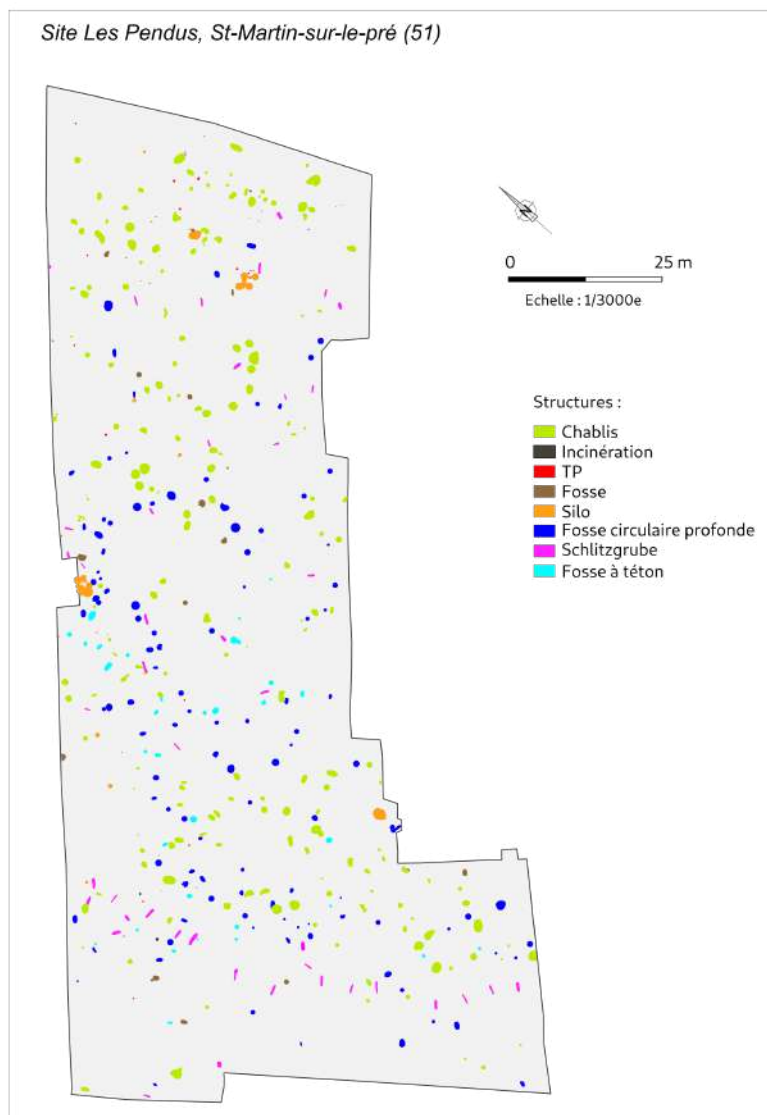 Site Les Pendus, St-Martin-sur-le-pré (51)
N
0 25 m
Echelle : 1/3000e
Structures :
Chablis
Incinération
TP
Fosse
Silo
Fosse circulaire profonde
Schlitzgrube
Fosse à téton